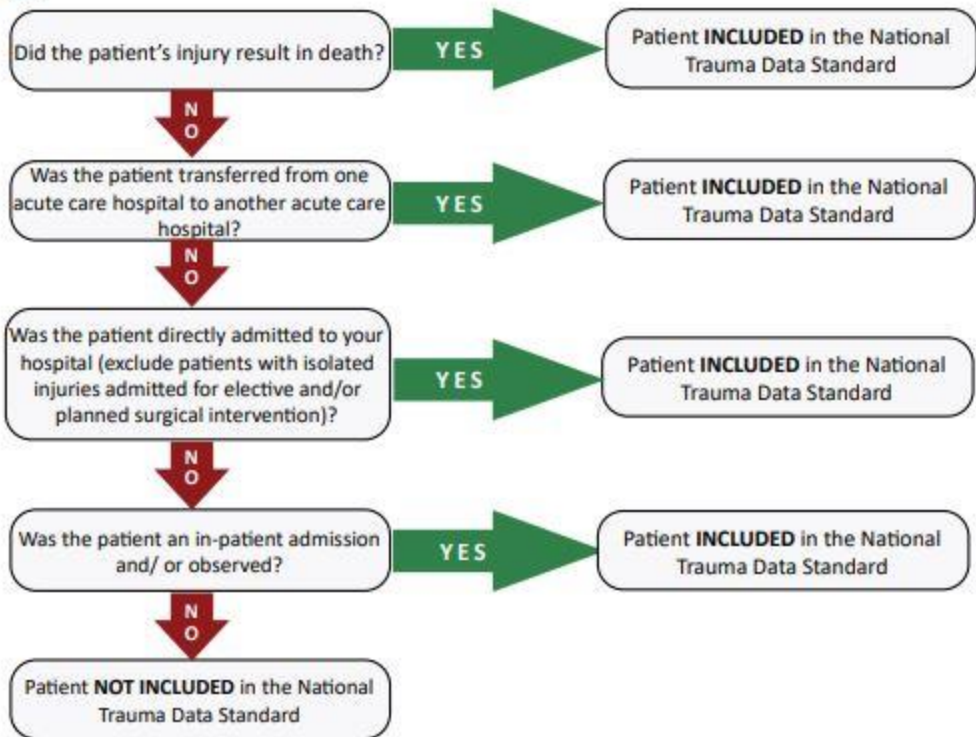 Did the patient's injury result in death?
YES
Patient INCLUDED in the National
Trauma Data Standard
NO
Was the patient transferred from one
acute care hospital to another acute care
hospital?
YES
Patient INCLUDED in the National
Trauma Data Standard
NO
Was the patient directly admitted to your
hospital (exclude patients with isolated
injuries admitted for elective and/or
planned surgical intervention)?
YES
Patient INCLUDED in the National
Trauma Data Standard
NO
Was the patient an in-patient admission
and/ or observed?
YES
Patient INCLUDED in the National
Trauma Data Standard
NO
Patient NOT INCLUDED in the National
Trauma Data Standard